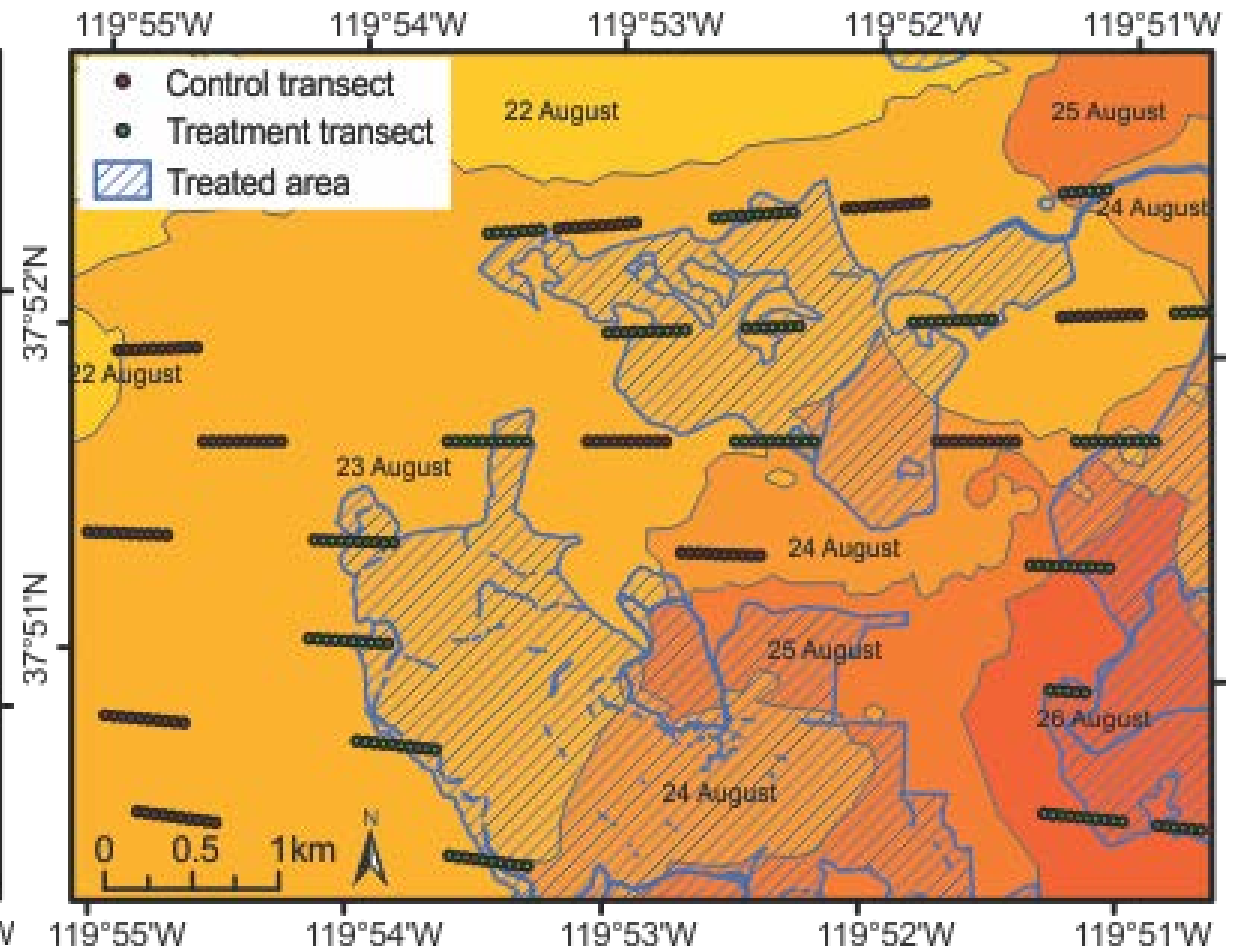 119°55'W 119°54'W 119°53'W 119°52'W 119°51'W
Control transect
Treatment transect
Treated area
22 August
25 August
24 August
37°52'N
22 August
23 August
24 August
37°51'N
25 August
26 August
24 August
N
0 0.5 1km
W 119°55'W 119°54'W 119°53'W 119°52'W 119°51'W